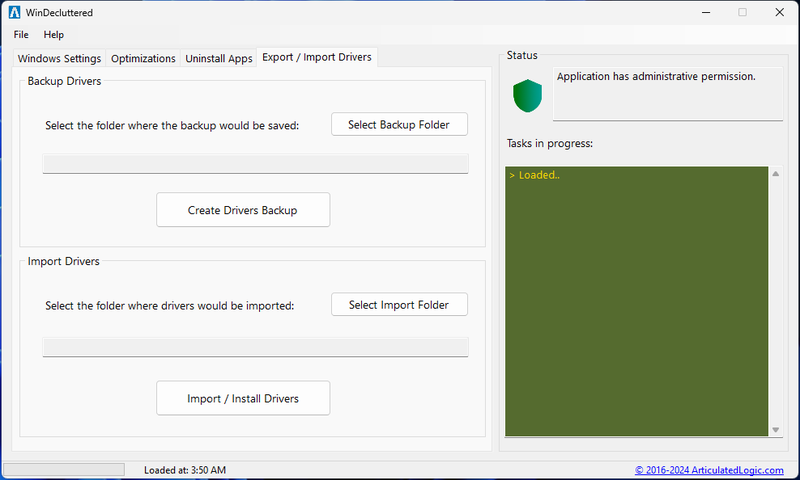 WinDecluttered
File Help
Windows Settings Optimizations Uninstall Apps Export / Import Drivers
Backup Drivers
Select the folder where the backup would be saved: Select Backup Folder
Create Drivers Backup
Import Drivers
Select the folder where drivers would be imported: Select Import Folder
Import / Install Drivers
Status
Application has administrative permission.
Tasks in progress:
> Loaded..
Loaded at: 3:50 AM
© 2016-2024 ArticulatedLogic.com